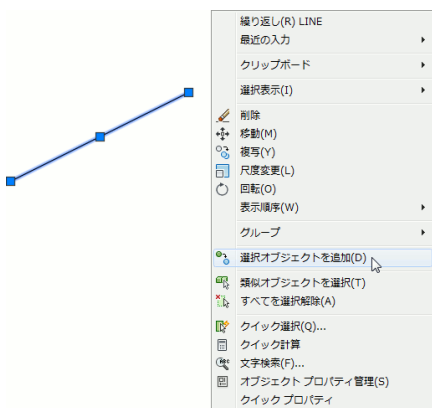 繰り返し(R) LINE
最近の入力
クリップボード
選択表示(I)
削除
移動(M)
複写(Y)
尺度変更(L)
回転(O)
表示順序(W)
グループ
選択オブジェクトを追加(D)
類似オブジェクトを選択(T)
すべてを選択解除(A)
クイック選択(Q)...
クイック計算
文字検索(F)...
オブジェクト プロパティ管理(S)
クイック プロパティ